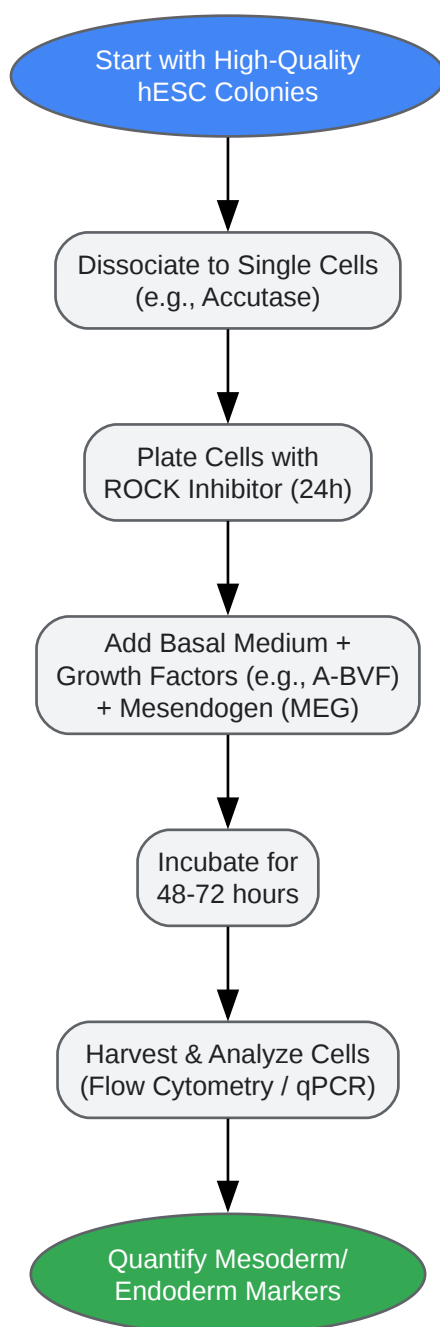 Start with High-Quality
hESC Colonies
Dissociate to Single Cells
(e.g., Accutase)
Plate Cells with
ROCK Inhibitor (24h)
Add Basal Medium +
Growth Factors (e.g., A-BVF)
+ Mesendogen (MEG)
Incubate for
48-72 hours
Harvest & Analyze Cells
(Flow Cytometry / qPCR)
Quantify Mesoderm/
Endoderm Markers